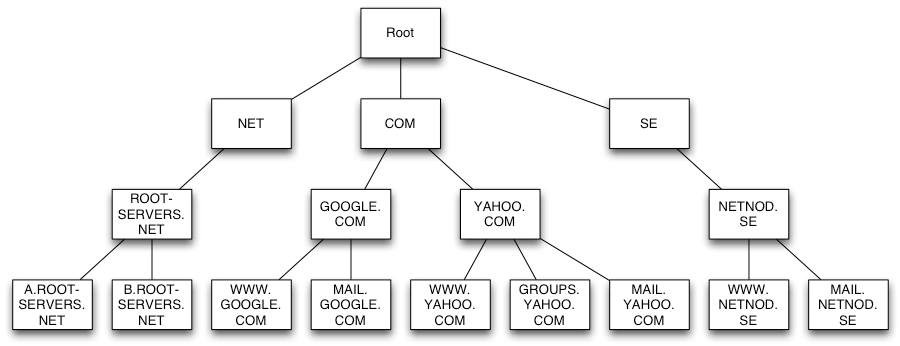 Root
NET
COM
SE
ROOT-
SERVERS.
NET
GOOGLE.
COM
YAHOO.
COM
NETNOD.
SE
A.ROOT-
SERVERS.
NET
B.ROOT-
SERVERS.
NET
WWW.
GOOGLE.
COM
MAIL.
GOOGLE.
COM
WWW.
YAHOO.
COM
GROUPS.
YAHOO.
COM
MAIL.
YAHOO.
COM
WWW.
NETNOD.
SE
MAIL.
NETNOD.
SE